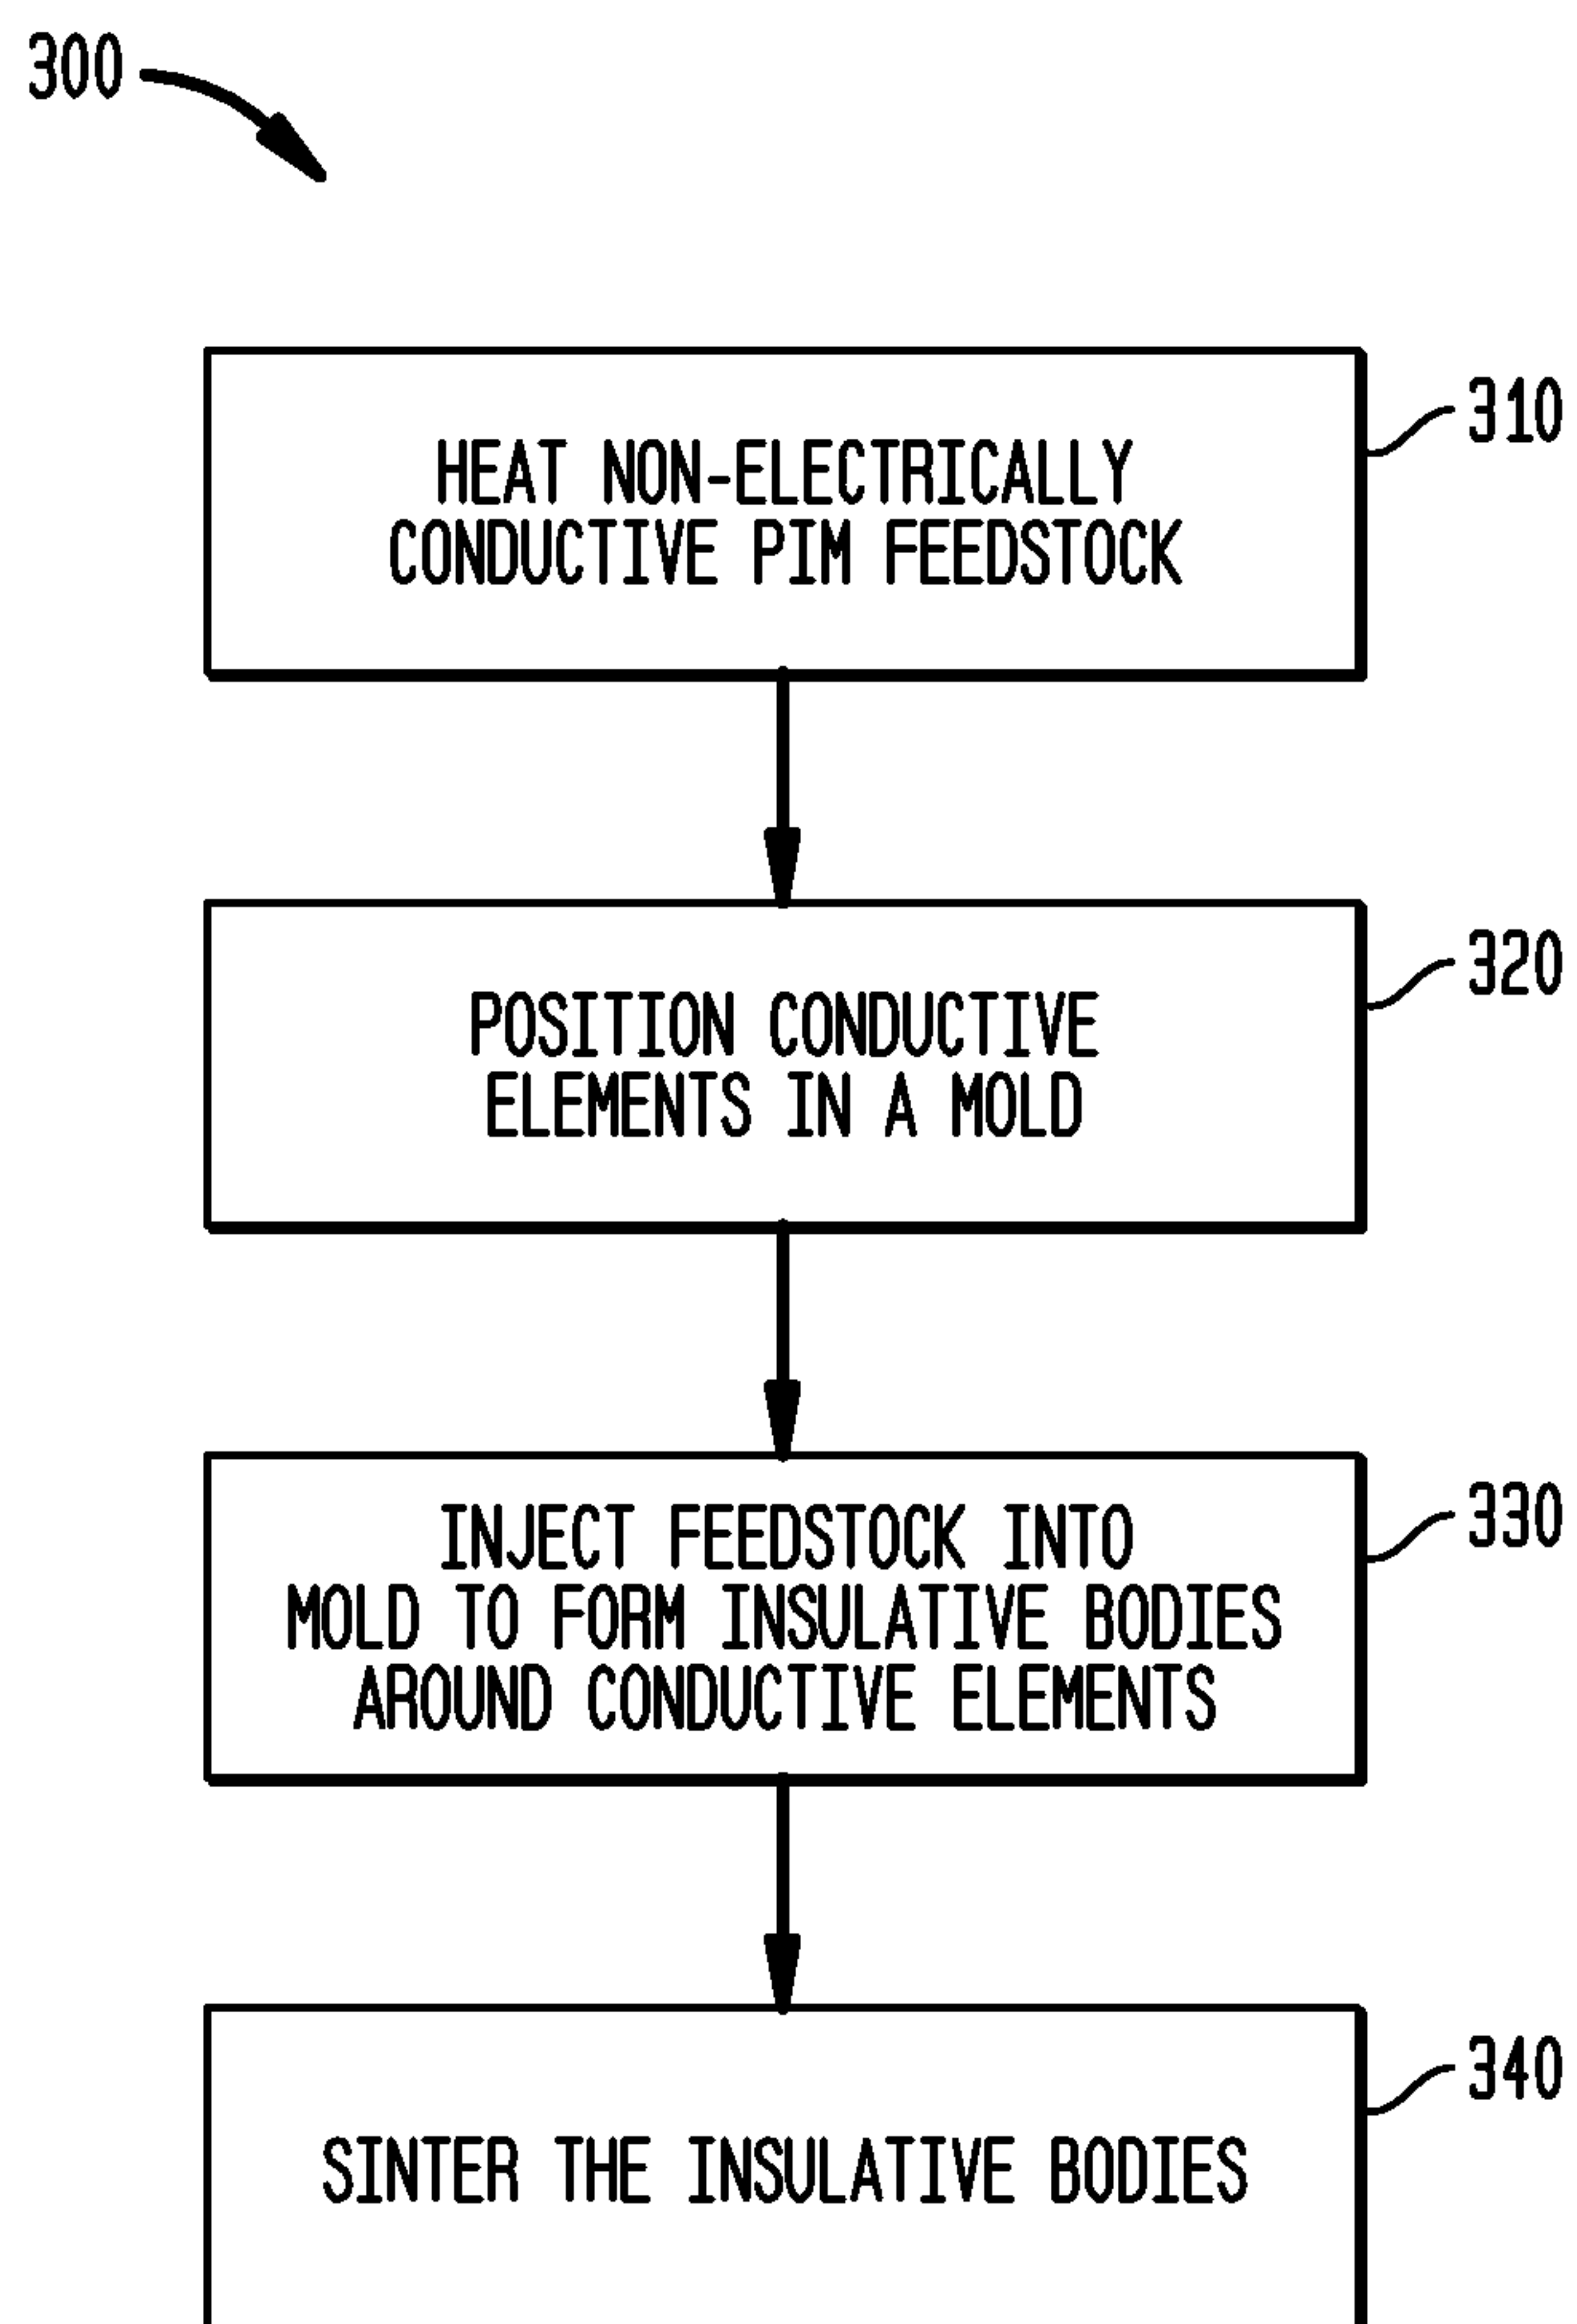 300
310
HEAT NON-ELECTRICALLY
CONDUCTIVE PIM FEEDSTOCK
320
POSITION CONDUCTIVE
ELEMENTS IN A MOLD
330
INJECT FEEDSTOCK INTO
MOLD TO FORM INSULATIVE BODIES
AROUND CONDUCTIVE ELEMENTS
340
SINTER THE INSULATIVE BODIES